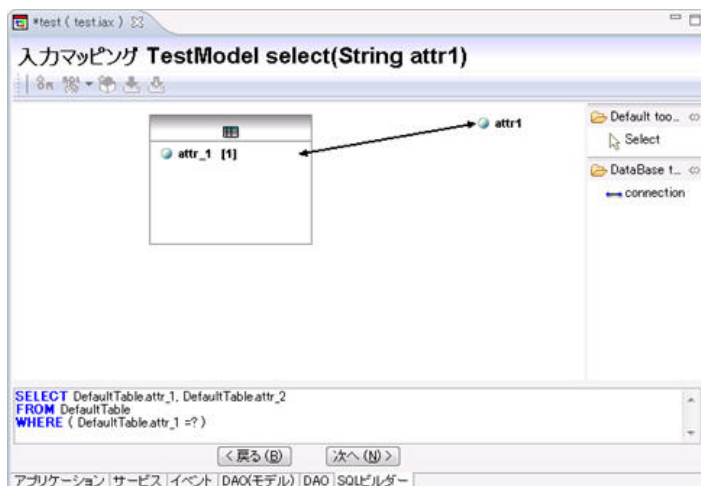 *test ( test.iax )
入力マッピング TestModel select(String attr1)
attr_1 [1]
attr1
Default too...
Select
DataBase t...
connection
SELECT DefaultTable.attr_1, DefaultTable.attr_2
FROM DefaultTable
WHERE ( DefaultTable.attr_1 =? )
< 戻る (B)
次へ (N) >
アプリケーション サービス イベント DAO(モデル) DAO SQLビルダー